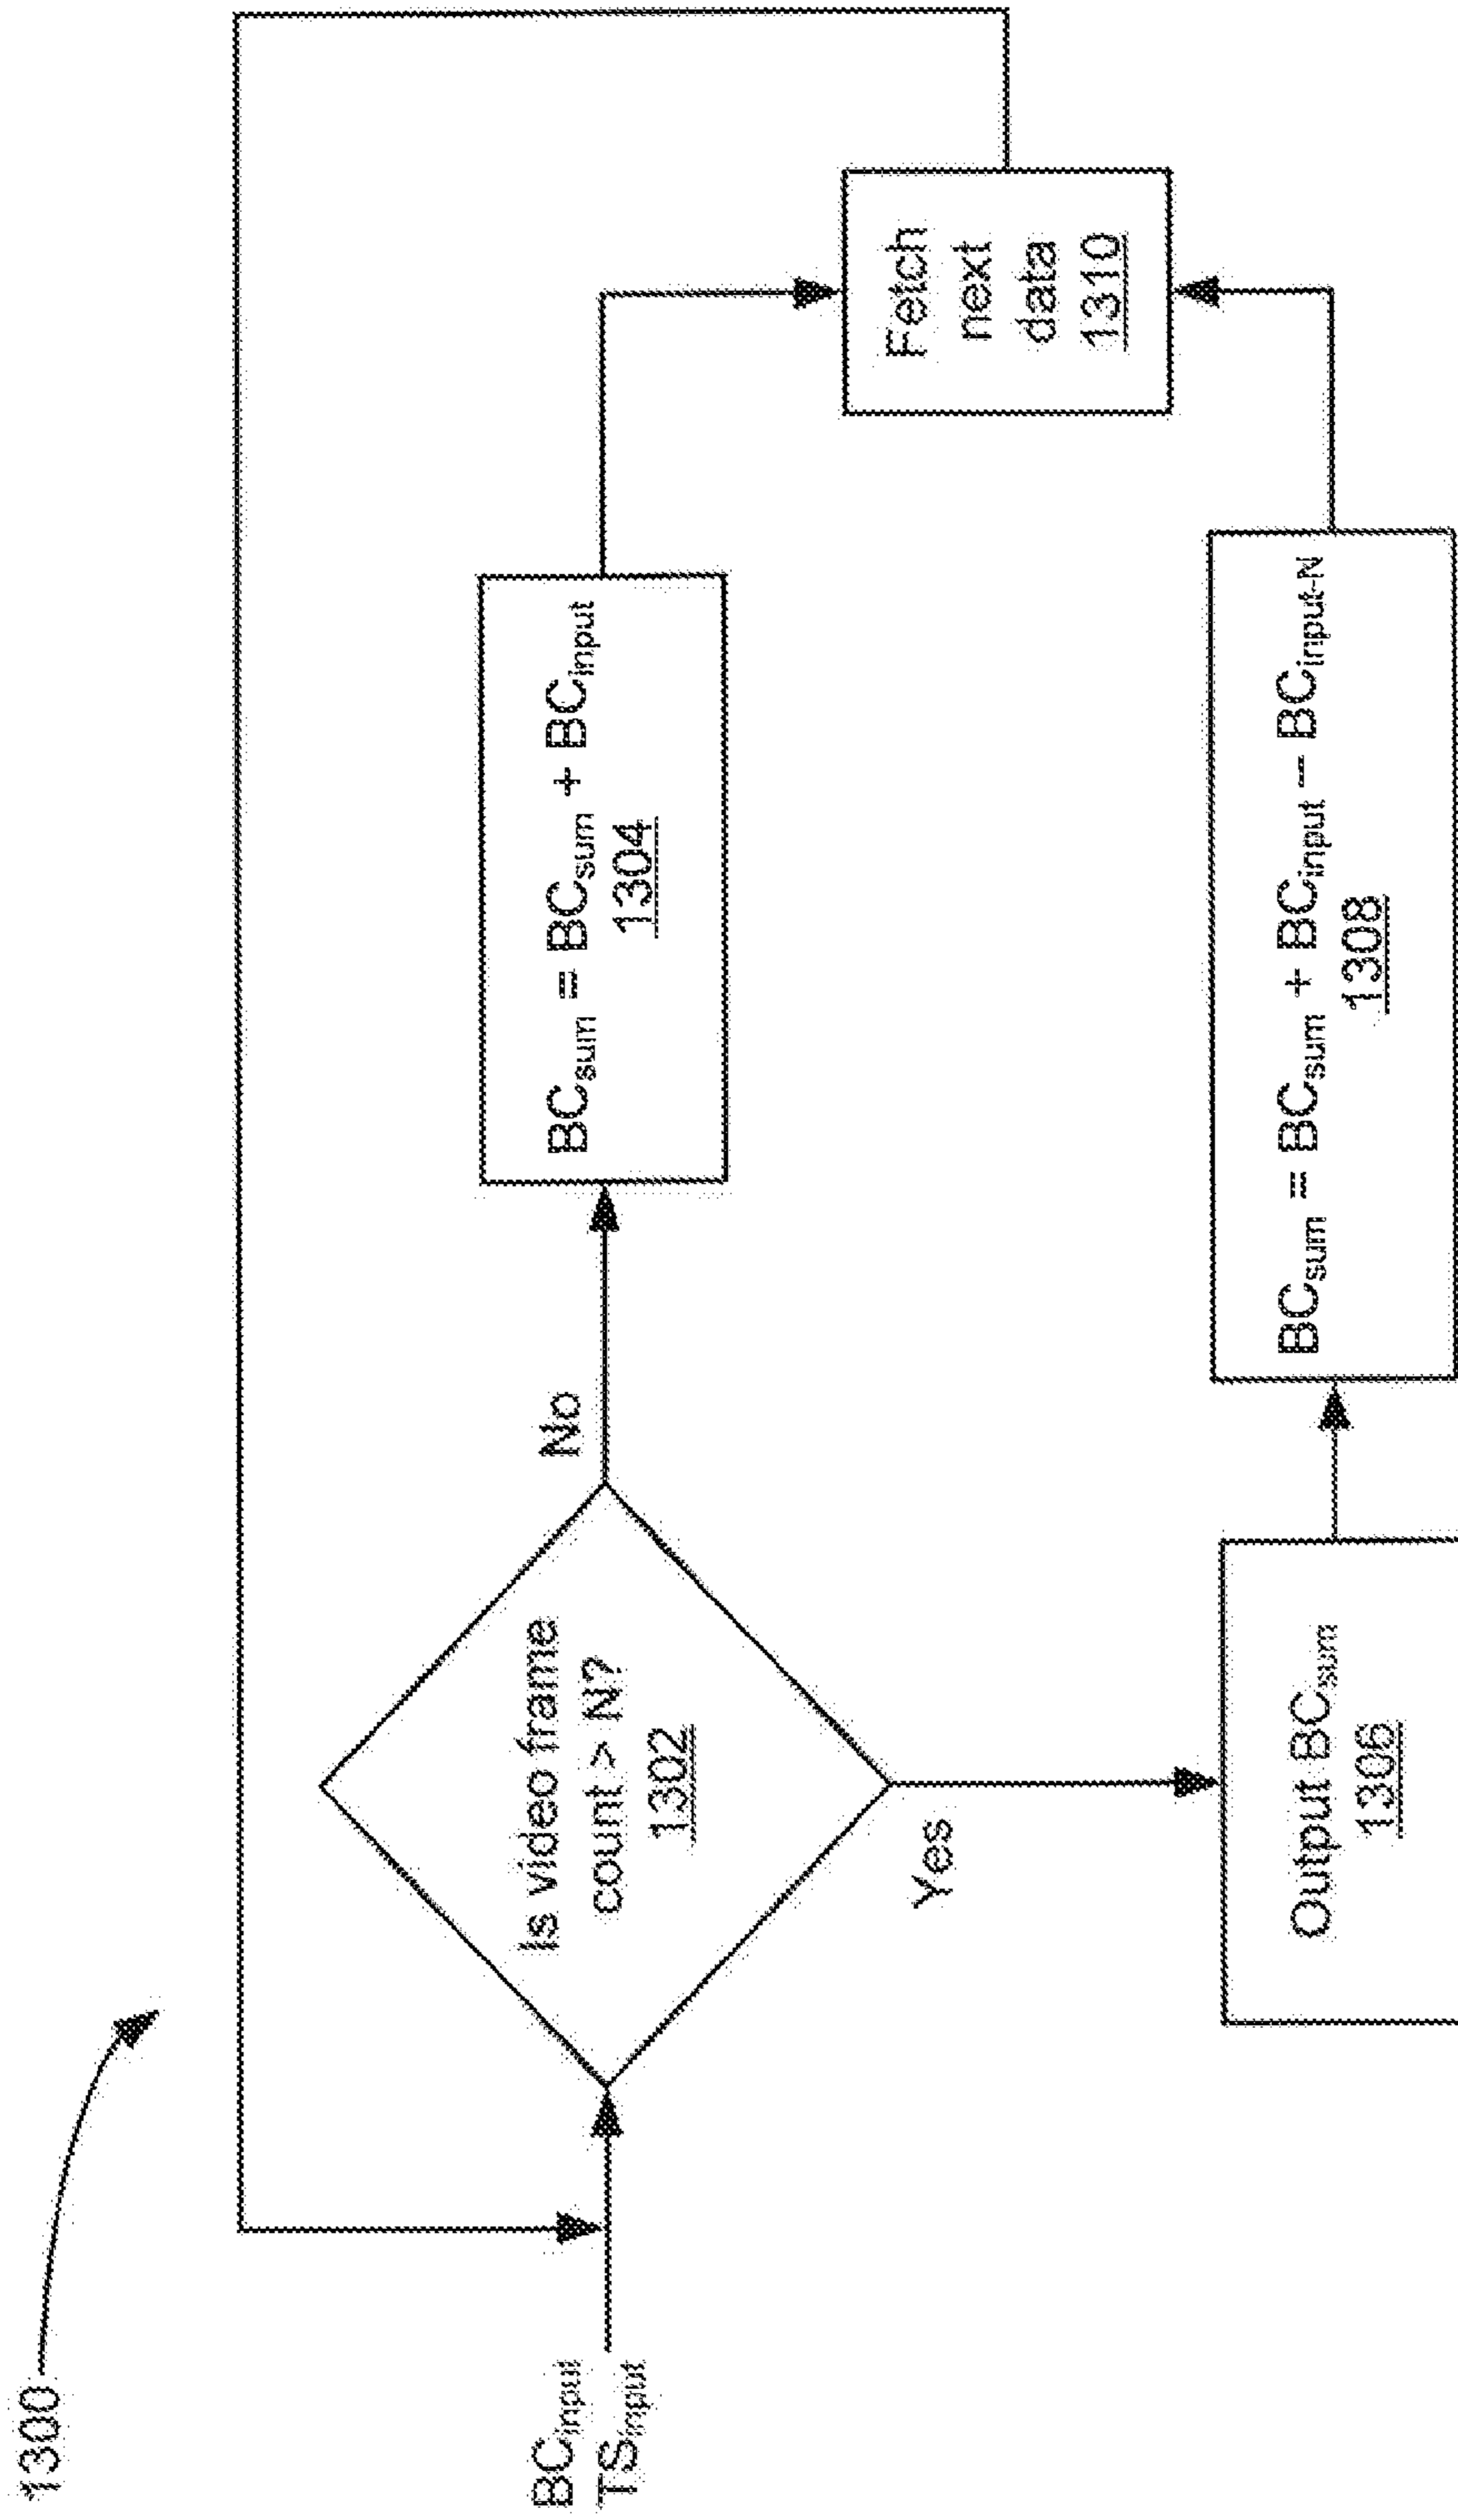 1300
BCinput
TSinput
Is video frame
count > N?
1302
No
Yes
BCsum = BCsum + BCinput
1304
Output BCsum
1306
BCsum = BCsum + BCinput – BCinput-N
1308
Fetch
next
data
1310